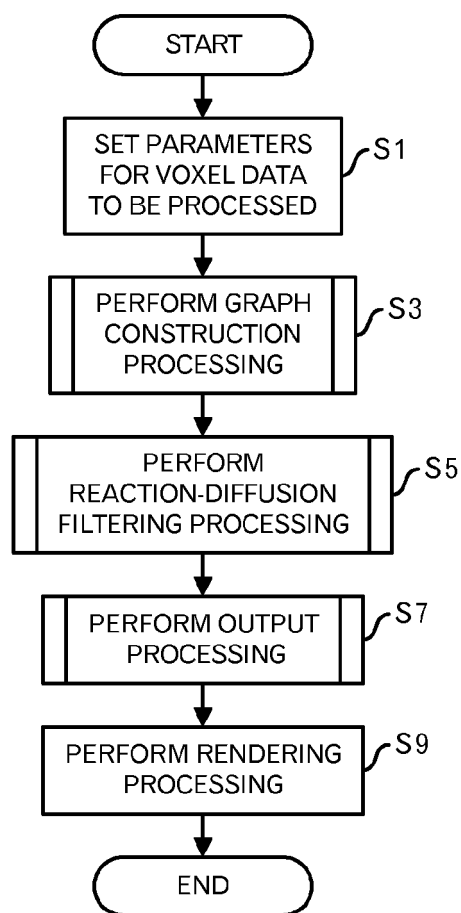 START
SET PARAMETERS
FOR VOXEL DATA
TO BE PROCESSED
S1
PERFORM GRAPH
CONSTRUCTION
PROCESSING
S3
PERFORM
REACTION-DIFFUSION
FILTERING PROCESSING
S5
PERFORM OUTPUT
PROCESSING
S7
PERFORM RENDERING
PROCESSING
S9
END